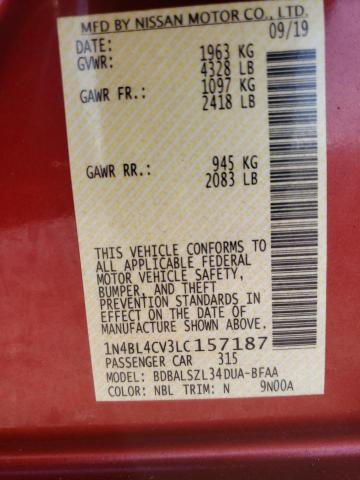 MFD BY NISSAN MOTOR CO., LTD.
DATE: 09/19
GVWR: 1963 KG
4328 LB
GAWR FR.: 1097 KG
2418 LB
GAWR RR.: 945 KG
2083 LB
THIS VEHICLE CONFORMS TO
ALL APPLICABLE FEDERAL
MOTOR VEHICLE SAFETY,
BUMPER, AND THEFT
PREVENTION STANDARDS IN
EFFECT ON THE DATE OF
MANUFACTURE SHOWN ABOVE.
1N4BL4CV3LC157187
PASSENGER CAR 315
MODEL: BDBALSZL34DUA-BFAA
COLOR: NBL TRIM: N 9N00A